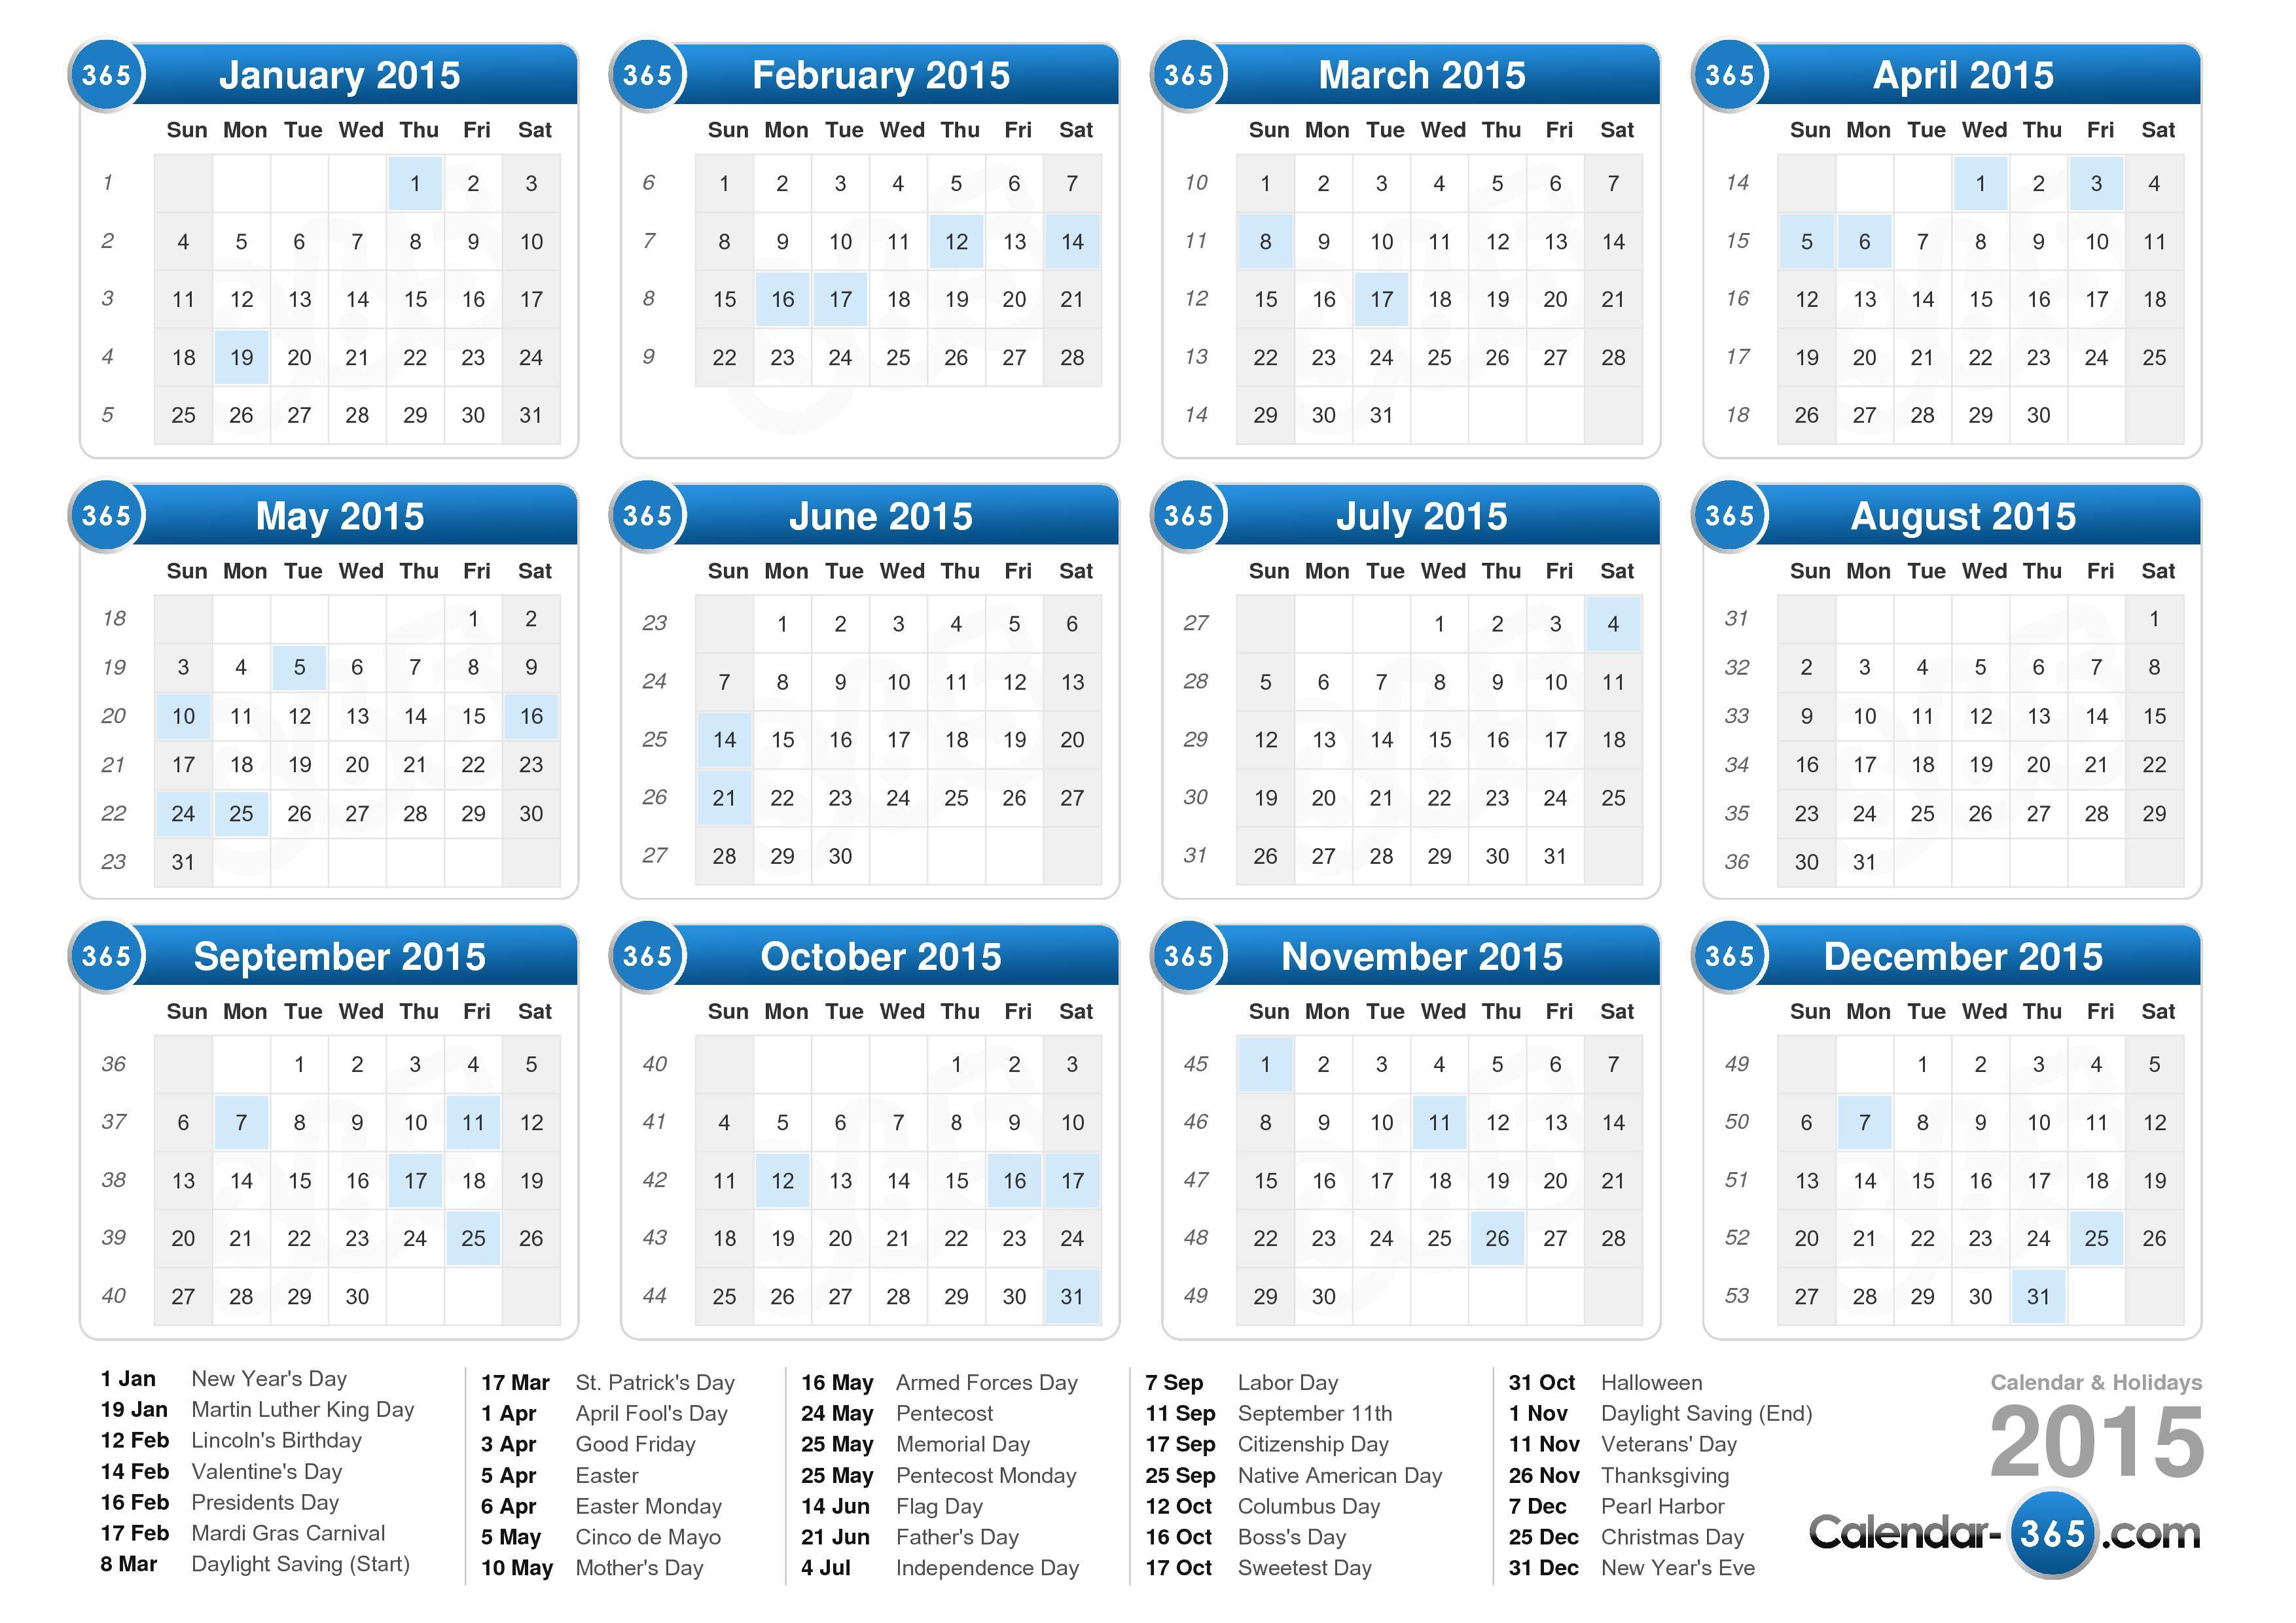 365 January 2015
Sun Mon Tue Wed Thu Fri Sat
1 1 2 3
2 4 5 6 7 8 9 10
3 11 12 13 14 15 16 17
4 18 19 20 21 22 23 24
5 25 26 27 28 29 30 31
365 February 2015
Sun Mon Tue Wed Thu Fri Sat
6 1 2 3 4 5 6 7
7 8 9 10 11 12 13 14
8 15 16 17 18 19 20 21
9 22 23 24 25 26 27 28
365 March 2015
Sun Mon Tue Wed Thu Fri Sat
10 1 2 3 4 5 6 7
11 8 9 10 11 12 13 14
12 15 16 17 18 19 20 21
13 22 23 24 25 26 27 28
14 29 30 31
365 April 2015
Sun Mon Tue Wed Thu Fri Sat
14 1 2 3 4
15 5 6 7 8 9 10 11
16 12 13 14 15 16 17 18
17 19 20 21 22 23 24 25
18 26 27 28 29 30
365 May 2015
Sun Mon Tue Wed Thu Fri Sat
18 1 2
19 3 4 5 6 7 8 9
20 10 11 12 13 14 15 16
21 17 18 19 20 21 22 23
22 24 25 26 27 28 29 30
23 31
365 June 2015
Sun Mon Tue Wed Thu Fri Sat
23 1 2 3 4 5 6
24 7 8 9 10 11 12 13
25 14 15 16 17 18 19 20
26 21 22 23 24 25 26 27
27 28 29 30
365 July 2015
Sun Mon Tue Wed Thu Fri Sat
27 1 2 3 4
28 5 6 7 8 9 10 11
29 12 13 14 15 16 17 18
30 19 20 21 22 23 24 25
31 26 27 28 29 30 31
365 August 2015
Sun Mon Tue Wed Thu Fri Sat
31 1
32 2 3 4 5 6 7 8
33 9 10 11 12 13 14 15
34 16 17 18 19 20 21 22
35 23 24 25 26 27 28 29
36 30 31
365 September 2015
Sun Mon Tue Wed Thu Fri Sat
36 1 2 3 4 5
37 6 7 8 9 10 11 12
38 13 14 15 16 17 18 19
39 20 21 22 23 24 25 26
40 27 28 29 30
365 October 2015
Sun Mon Tue Wed Thu Fri Sat
40 1 2 3
41 4 5 6 7 8 9 10
42 11 12 13 14 15 16 17
43 18 19 20 21 22 23 24
44 25 26 27 28 29 30 31
365 November 2015
Sun Mon Tue Wed Thu Fri Sat
45 1 2 3 4 5 6 7
46 8 9 10 11 12 13 14
47 15 16 17 18 19 20 21
48 22 23 24 25 26 27 28
49 29 30
365 December 2015
Sun Mon Tue Wed Thu Fri Sat
49 1 2 3 4 5
50 6 7 8 9 10 11 12
51 13 14 15 16 17 18 19
52 20 21 22 23 24 25 26
53 27 28 29 30 31
1 Jan New Year's Day
19 Jan Martin Luther King Day
12 Feb Lincoln's Birthday
14 Feb Valentine's Day
16 Feb Presidents Day
17 Feb Mardi Gras Carnival
8 Mar Daylight Saving (Start)
17 Mar St. Patrick's Day
1 Apr April Fool's Day
3 Apr Good Friday
5 Apr Easter
6 Apr Easter Monday
5 May Cinco de Mayo
10 May Mother's Day
16 May Armed Forces Day
24 May Pentecost
25 May Memorial Day
25 May Pentecost Monday
14 Jun Flag Day
21 Jun Father's Day
4 Jul Independence Day
7 Sep Labor Day
11 Sep September 11th
17 Sep Citizenship Day
25 Sep Native American Day
12 Oct Columbus Day
16 Oct Boss's Day
17 Oct Sweetest Day
31 Oct Halloween
1 Nov Daylight Saving (End)
11 Nov Veterans' Day
26 Nov Thanksgiving
7 Dec Pearl Harbor
25 Dec Christmas Day
31 Dec New Year's Eve
Calendar & Holidays
2015
Calendar-365.com